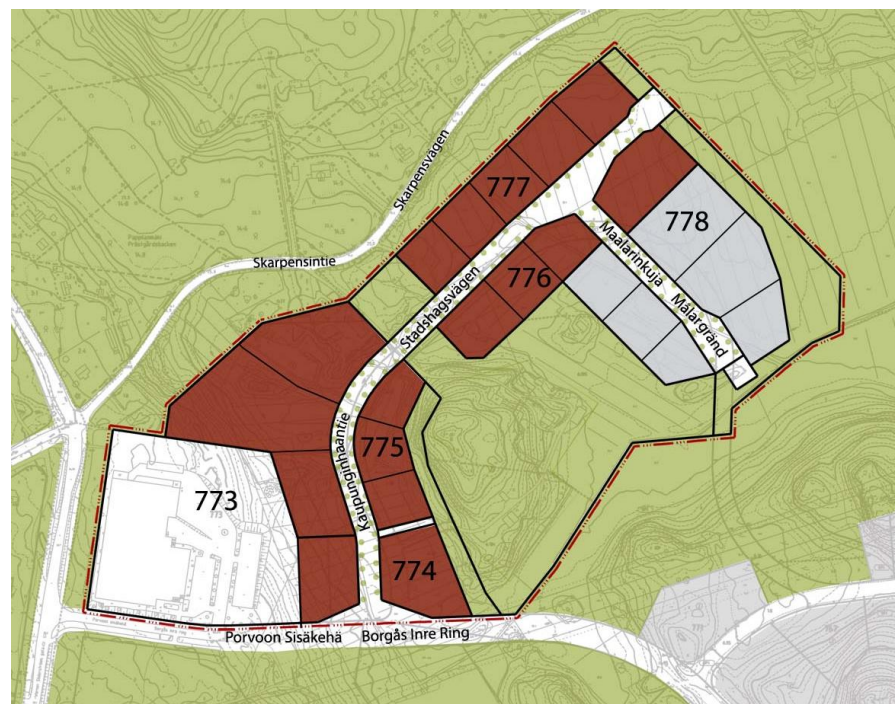 Skarpensvägen
Skarpensintie
777
778
776
Maalarinkuja
Målargränd
Stadshagsvägen
775
Kaupunginhaantie
773
774
Porvoon Sisäkehä
Borgås Inre Ring